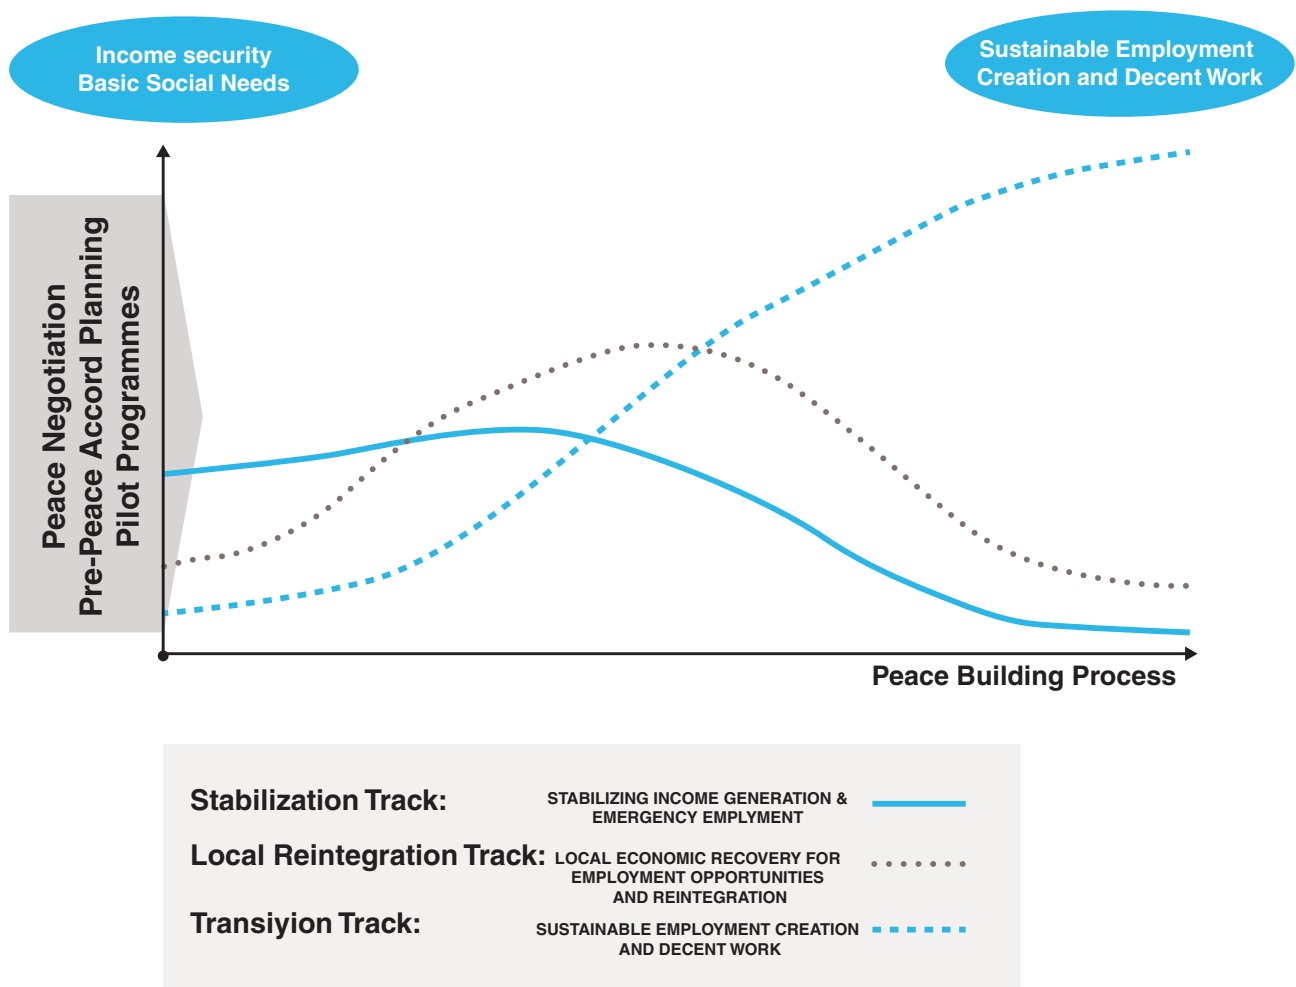 Income security
Basic Social Needs
Sustainable Employment
Creation and Decent Work
Peace Negotiation
Pre-Peace Accord Planning
Pilot Programmes
Peace Building Process
Stabilization Track:
STABILIZING INCOME GENERATION &
EMERGENCY EMPLYMENT
Local Reintegration Track:
LOCAL ECONOMIC RECOVERY FOR
EMPLOYMENT OPPORTUNITIES
AND REINTEGRATION
Transiyion Track:
SUSTAINABLE EMPLOYMENT CREATION
AND DECENT WORK